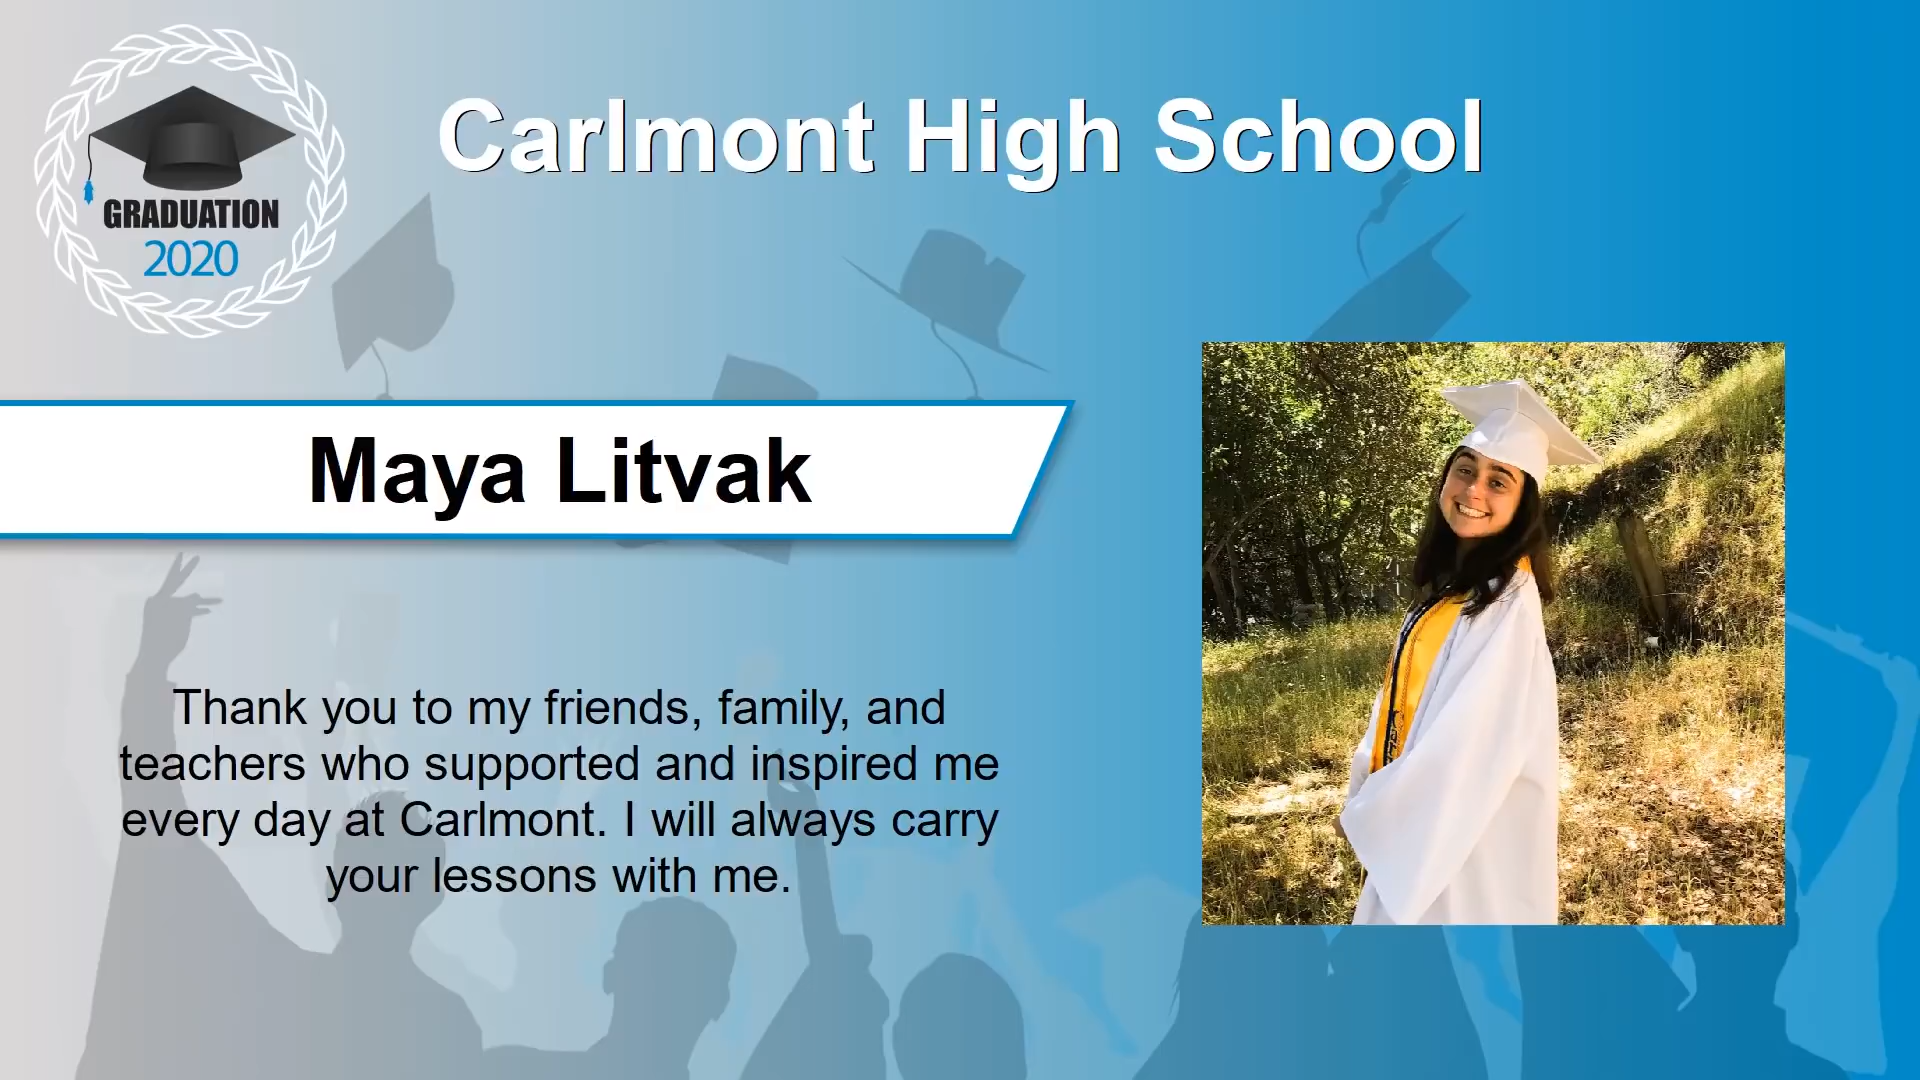 Carlmont High School
GRADUATION
2020
Maya Litvak
Thank you to my friends, family, and
teachers who supported and inspired me
every day at Carlmont. I will always carry
your lessons with me.